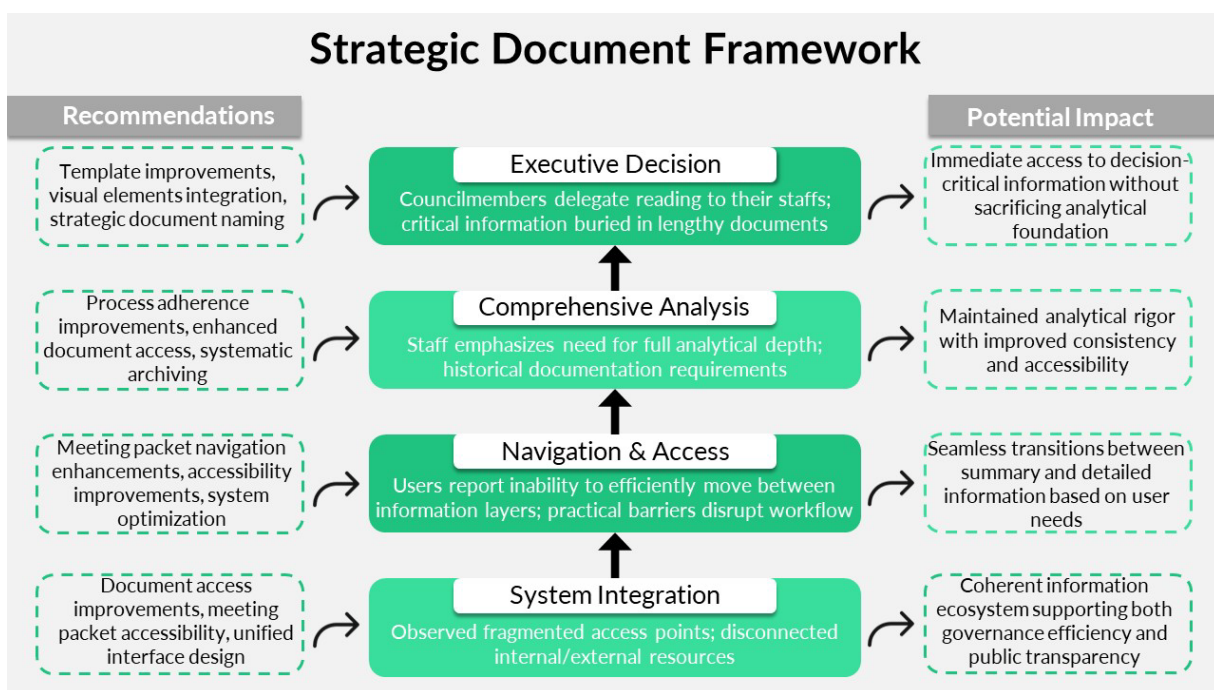 Strategic Document Framework
Recommendations
Potential Impact
Template improvements,
visual elements integration,
strategic document naming
Executive Decision
Councilmembers delegate reading to their staffs;
critical information buried in lengthy documents
Immediate access to decision-
critical information without
sacrificing analytical
foundation
Process adherence
improvements, enhanced
document access, systematic
archiving
Comprehensive Analysis
Staff emphasizes need for full analytical depth;
historical documentation requirements
Maintained analytical rigor
with improved consistency
and accessibility
Meeting packet navigation
enhancements, accessibility
improvements, system
optimization
Navigation & Access
Users report inability to efficiently move between
information layers; practical barriers disrupt workflow
Seamless transitions between
summary and detailed
information based on user
needs
Document access
improvements, meeting
packet accessibility, unified
interface design
System Integration
Observed fragmented access points; disconnected
internal/external resources
Coherent information
ecosystem supporting both
governance efficiency and
public transparency